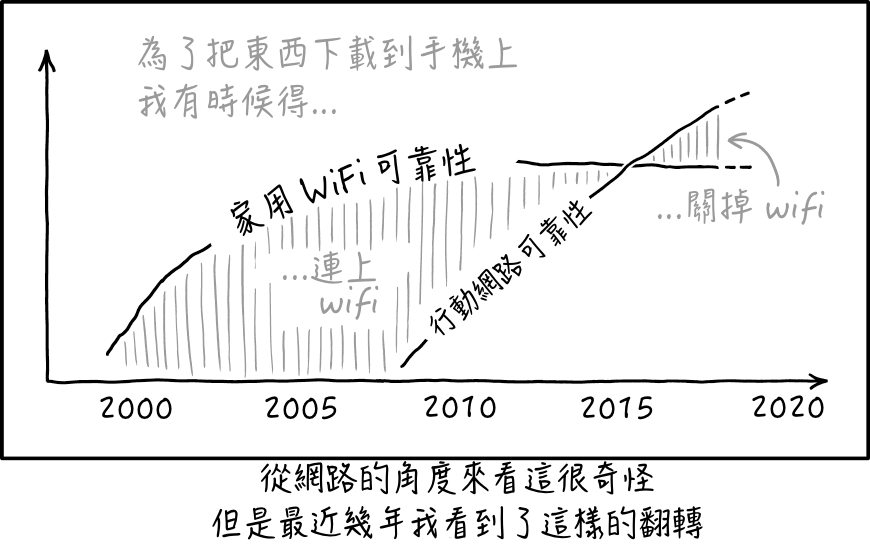 為了把東西下載到手機上
我有時候得...
家用 WiFi 可靠性
...連上
wifi
行動網路可靠性
...關掉 wifi
2000 2005 2010 2015 2020
從網路的角度來看這很奇怪
但是最近幾年我看到了這樣的翻轉